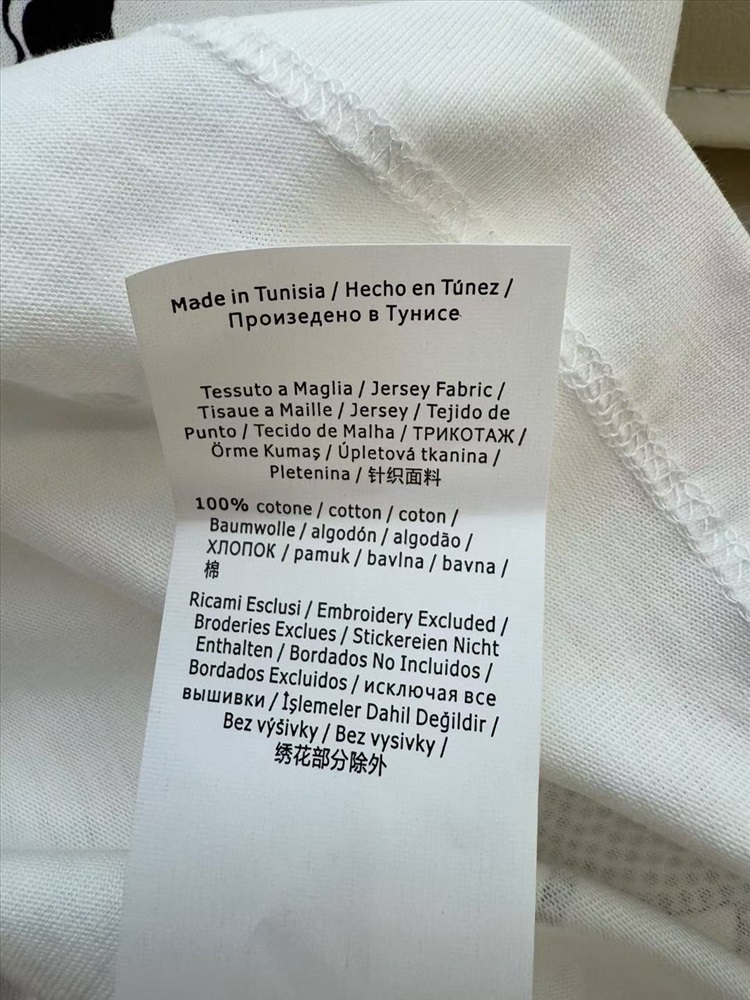 Made in Tunisia / Hecho en Túnez /
Произедено в Тунисе
Tessuto a Maglia / Jersey Fabric /
Tisaue a Maille / Jersey / Tejido de
Punto / Tecido de Malha / ТРИКОТАЖ /
Örme Kumaş / Úpletová tkanina /
Pletenina / 针织面料
100% cotone / cotton / coton /
Baumwolle / algodón / algodão /
ХЛОПОК / pamuk / bavlna / bavna /
棉
Ricami Esclusi / Embroidery Excluded /
Broderies Exclues / Stickereien Nicht
Enthalten / Bordados No Incluidos /
Bordados Excluidos / исключая все
вышивки / İşlemeler Dahil Değildir /
Bez výšivky / Bez vysivky /
绣花部分除外